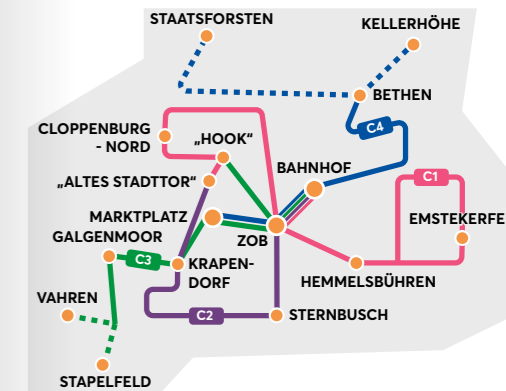 STAATSFORSTEN
KELLERHÖHE
BETHEN
C4
CLOPPENBURG
- NORD
„HOOK“
BAHNHOF
„ALTES STADTTOR“
C1
MARKTPLATZ
EMSTEKERFE
GALGENMOOR
ZOB
C3
KRAPEN-
DORF
HEMMELSBÜHREN
VAHREN
C2
STERNBUSCH
STAPELFELD